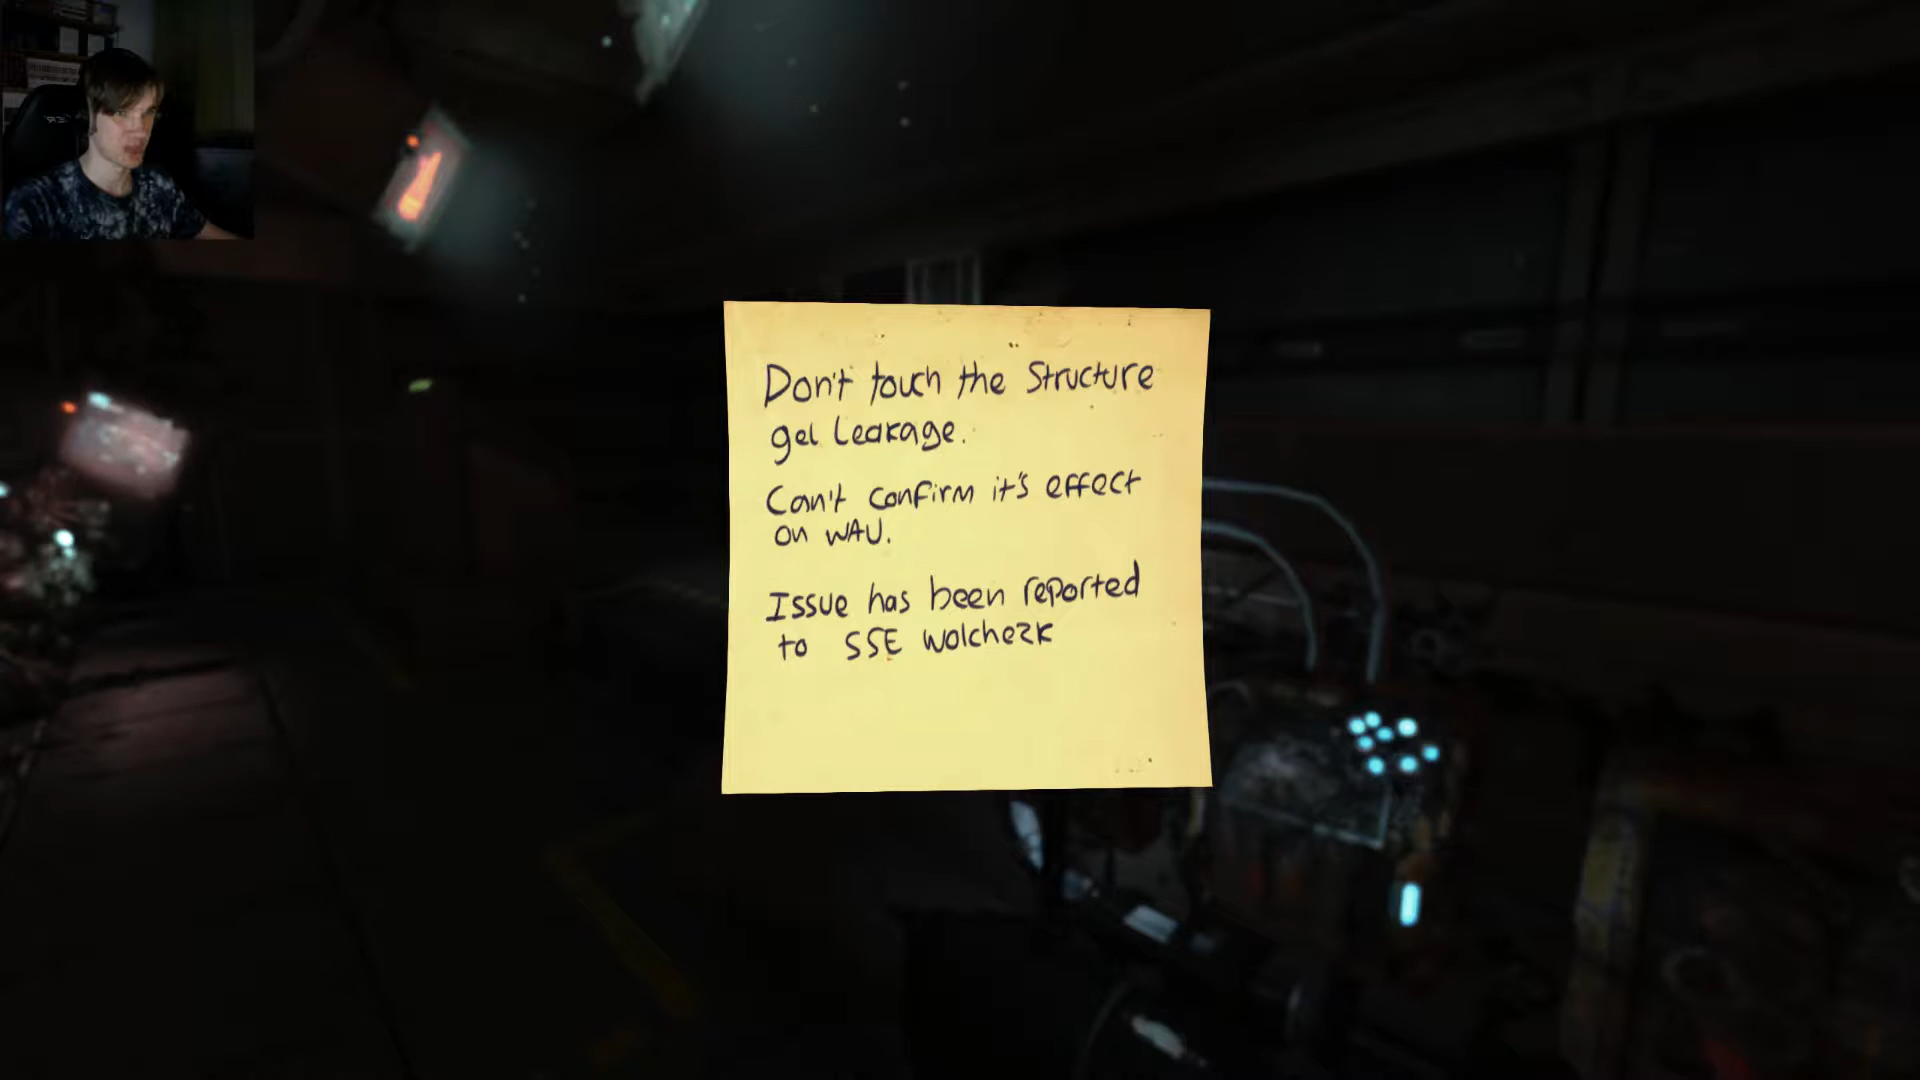 Don't touch the Structure
gel Leakage.
Can't confirm it's effect
on WAU.
Issue has been reported
to SSE Wolchezk